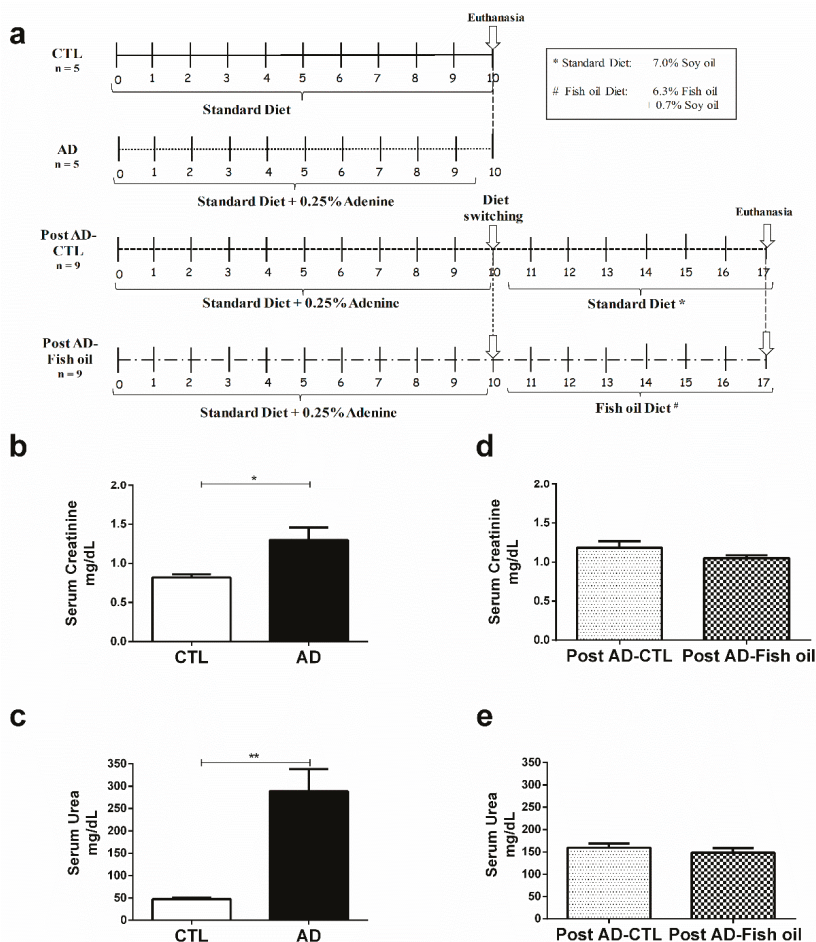 a
Euthanasia
CTL
n = 5
0 1 2 3 4 5 6 7 8 9 10
Standard Diet
* Standard Diet: 7.0% Soy oil
# Fish oil Diet: 6.3% Fish oil
+ 0.7% Soy oil
AD
n = 5
0 1 2 3 4 5 6 7 8 9 10
Standard Diet + 0.25% Adenine
Diet
switching
Euthanasia
Post AD-
CTL
n = 9
0 1 2 3 4 5 6 7 8 9 10 11 12 13 14 15 16 17
Standard Diet + 0.25% Adenine
Standard Diet *
Post AD-
Fish oil
n = 9
0 1 2 3 4 5 6 7 8 9 10 11 12 13 14 15 16 17
Standard Diet + 0.25% Adenine
Fish oil Diet #
b
Serum Creatinine
mg/dL
2.0
1.5
1.0
0.5
0.0
*
CTL AD
d
Serum Creatinine
mg/dL
2.0
1.5
1.0
0.5
0.0
Post AD-CTL Post AD-Fish oil
c
Serum Urea
mg/dL
350
300
250
200
150
100
50
0
**
CTL AD
e
Serum Urea
mg/dL
350
300
250
200
150
100
50
0
Post AD-CTL Post AD-Fish oil